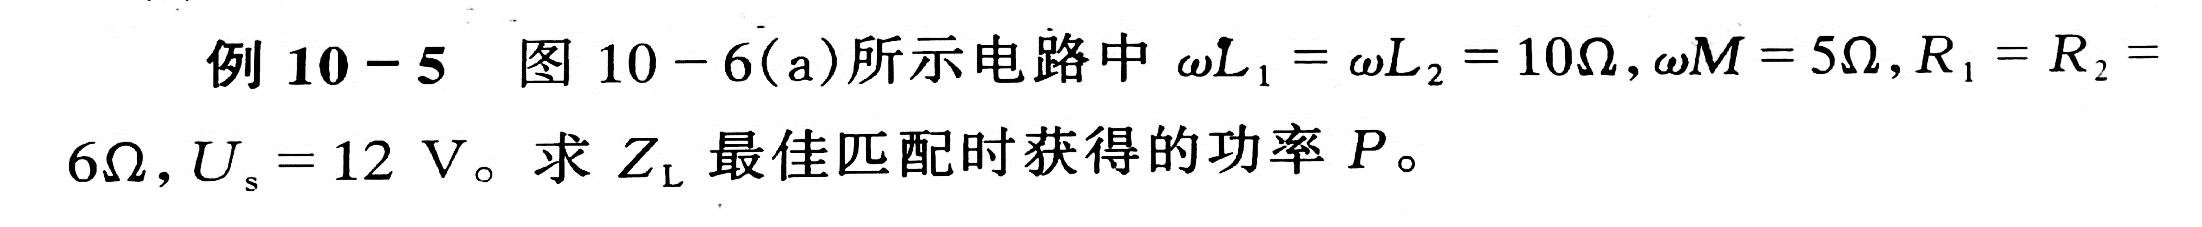 例 10-5 图 10-6(a)所示电路中 ωL₁ = ωL₂ = 10Ω, ωM = 5Ω, R₁ = R₂ =
6Ω, Uₛ = 12 V。求 Z_L 最佳匹配时获得的功率 P。